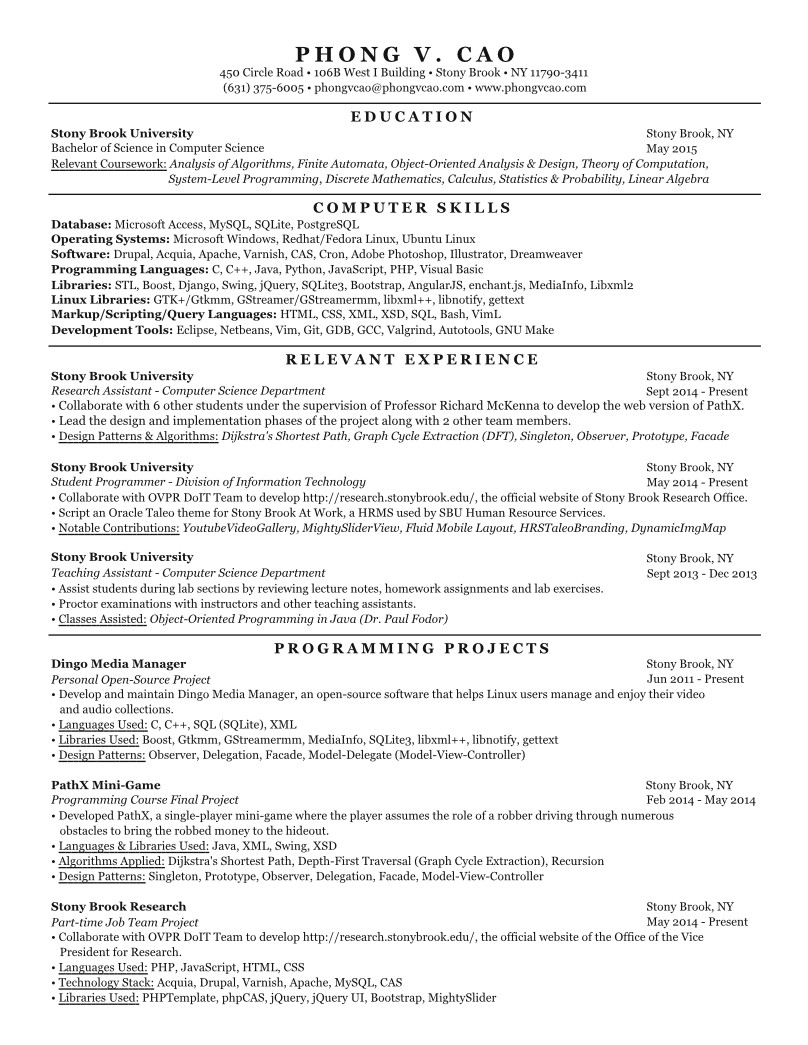 PHONG V. CAO
450 Circle Road • 106B West I Building • Stony Brook • NY 11790-3411
(631) 375-6005 • phongvcao@phongvcao.com • www.phongvcao.com
EDUCATION
Stony Brook University Stony Brook, NY
Bachelor of Science in Computer Science May 2015
Relevant Coursework: Analysis of Algorithms, Finite Automata, Object-Oriented Analysis & Design, Theory of Computation,
System-Level Programming, Discrete Mathematics, Calculus, Statistics & Probability, Linear Algebra
COMPUTER SKILLS
Database: Microsoft Access, MySQL, SQLite, PostgreSQL
Operating Systems: Microsoft Windows, Redhat/Fedora Linux, Ubuntu Linux
Software: Drupal, Acquia, Apache, Varnish, CAS, Cron, Adobe Photoshop, Illustrator, Dreamweaver
Programming Languages: C, C++, Java, Python, JavaScript, PHP, Visual Basic
Libraries: STL, Boost, Django, Swing, jQuery, SQLite3, Bootstrap, AngularJS, enchant.js, MediaInfo, Libxml2
Linux Libraries: GTK+/Gtkmm, GStreamer/GStreamermm, libxml++, libnotify, gettext
Markup/Scripting/Query Languages: HTML, CSS, XML, XSD, SQL, Bash, VimL
Development Tools: Eclipse, Netbeans, Vim, Git, GDB, GCC, Valgrind, Autotools, GNU Make
RELEVANT EXPERIENCE
Stony Brook University Stony Brook, NY
Research Assistant - Computer Science Department Sept 2014 - Present
• Collaborate with 6 other students under the supervision of Professor Richard McKenna to develop the web version of PathX.
• Lead the design and implementation phases of the project along with 2 other team members.
• Design Patterns & Algorithms: Dijkstra's Shortest Path, Graph Cycle Extraction (DFT), Singleton, Observer, Prototype, Facade
Stony Brook University Stony Brook, NY
Student Programmer - Division of Information Technology May 2014 - Present
• Collaborate with OVPR DoIT Team to develop http://research.stonybrook.edu/, the official website of Stony Brook Research Office.
• Script an Oracle Taleo theme for Stony Brook At Work, a HRMS used by SBU Human Resource Services.
• Notable Contributions: YoutubeVideoGallery, MightySliderView, Fluid Mobile Layout, HRSTaleoBranding, DynamicImgMap
Stony Brook University Stony Brook, NY
Teaching Assistant - Computer Science Department Sept 2013 - Dec 2013
• Assist students during lab sections by reviewing lecture notes, homework assignments and lab exercises.
• Proctor examinations with instructors and other teaching assistants.
• Classes Assisted: Object-Oriented Programming in Java (Dr. Paul Fodor)
PROGRAMMING PROJECTS
Dingo Media Manager Stony Brook, NY
Personal Open-Source Project Jun 2011 - Present
• Develop and maintain Dingo Media Manager, an open-source software that helps Linux users manage and enjoy their video
and audio collections.
• Languages Used: C, C++, SQL (SQLite), XML
• Libraries Used: Boost, Gtkmm, GStreamermm, MediaInfo, SQLite3, libxml++, libnotify, gettext
• Design Patterns: Observer, Delegation, Facade, Model-Delegate (Model-View-Controller)
PathX Mini-Game Stony Brook, NY
Programming Course Final Project Feb 2014 - May 2014
• Developed PathX, a single-player mini-game where the player assumes the role of a robber driving through numerous
obstacles to bring the robbed money to the hideout.
• Languages & Libraries Used: Java, XML, Swing, XSD
• Algorithms Applied: Dijkstra's Shortest Path, Depth-First Traversal (Graph Cycle Extraction), Recursion
• Design Patterns: Singleton, Prototype, Observer, Delegation, Facade, Model-View-Controller
Stony Brook Research Stony Brook, NY
Part-time Job Team Project May 2014 - Present
• Collaborate with OVPR DoIT Team to develop http://research.stonybrook.edu/, the official website of the Office of the Vice
President for Research.
• Languages Used: PHP, JavaScript, HTML, CSS
• Technology Stack: Acquia, Drupal, Varnish, Apache, MySQL, CAS
• Libraries Used: PHPTemplate, phpCAS, jQuery, jQuery UI, Bootstrap, MightySlider